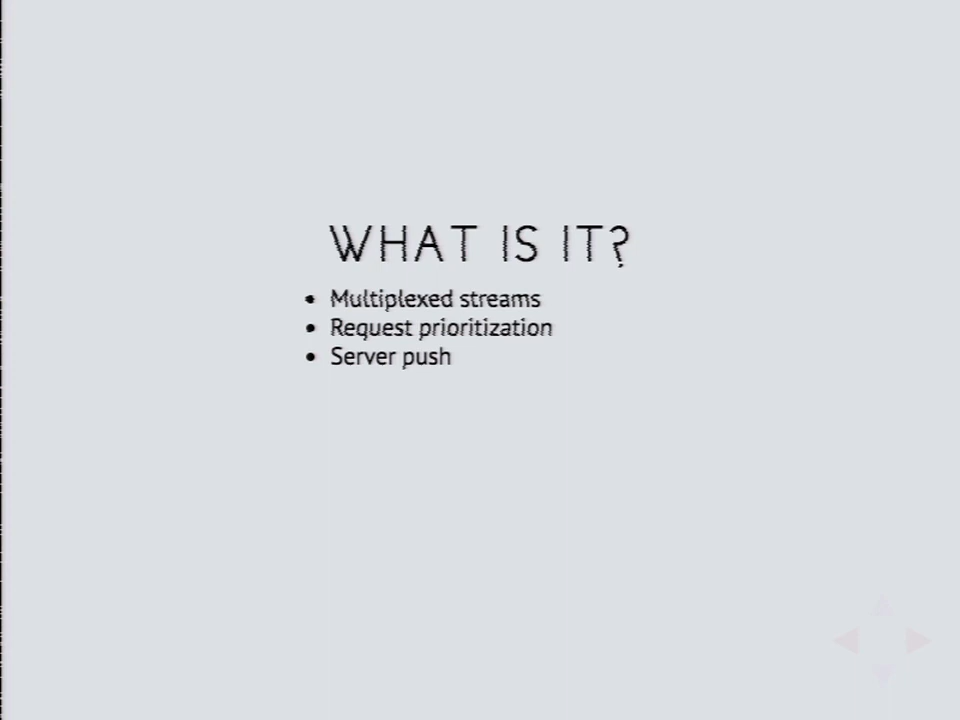 WHAT IS IT?
• Multiplexed streams
• Request prioritization
• Server push